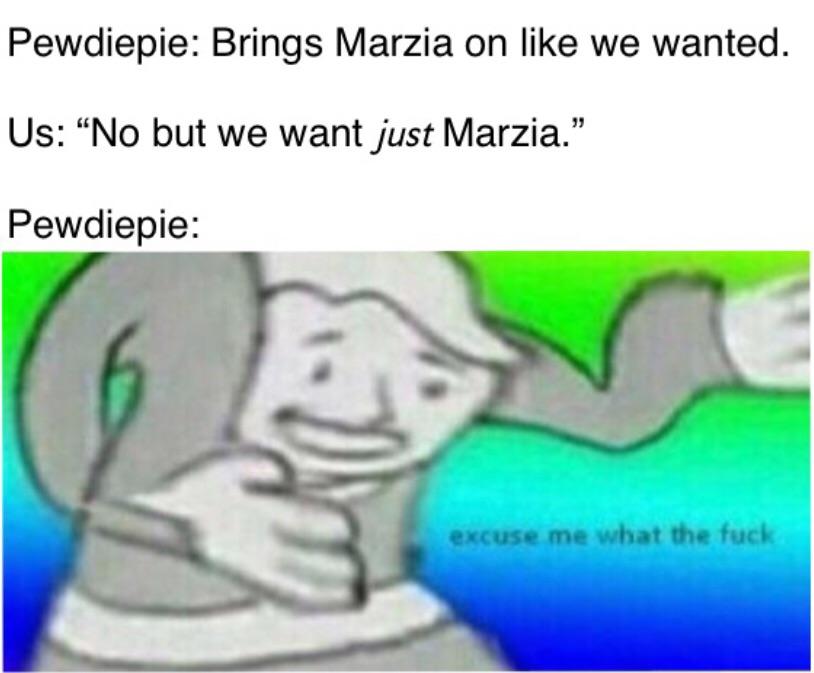 Pewdiepie: Brings Marzia on like we wanted.
Us: “No but we want just Marzia.”
Pewdiepie:
excuse me what the fuck